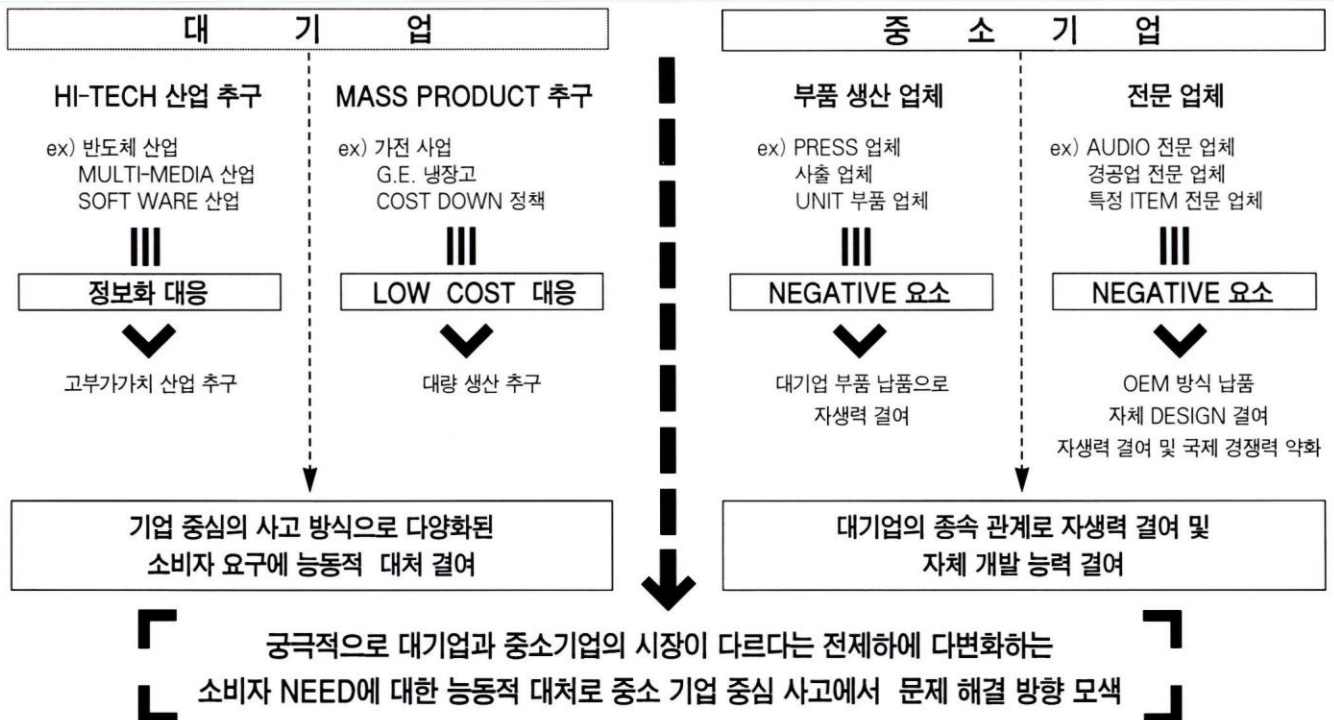 대 기 업
HI-TECH 산업 추구
ex) 반도체 산업
MULTI-MEDIA 산업
SOFT WARE 산업
정보화 대응
고부가가치 산업 추구
MASS PRODUCT 추구
ex) 가전 사업
G.E. 냉장고
COST DOWN 정책
LOW COST 대응
대량 생산 추구
기업 중심의 사고 방식으로 다양화된
소비자 요구에 능동적 대처 결여
중 소 기 업
부품 생산 업체
ex) PRESS 업체
사출 업체
UNIT 부품 업체
NEGATIVE 요소
대기업 부품 납품으로
자생력 결여
전문 업체
ex) AUDIO 전문 업체
경공업 전문 업체
특정 ITEM 전문 업체
NEGATIVE 요소
OEM 방식 납품
자체 DESIGN 결여
자생력 결여 및 국제 경쟁력 약화
대기업의 종속 관계로 자생력 결여 및
자체 개발 능력 결여
궁극적으로 대기업과 중소기업의 시장이 다르다는 전제하에 다변화하는
소비자 NEED에 대한 능동적 대처로 중소 기업 중심 사고에서 문제 해결 방향 모색